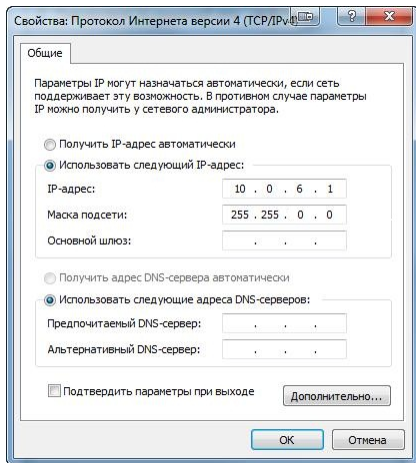 Свойства: Протокол Интернета версии 4 (TCP/IPv4)
Общие
Параметры IP могут назначаться автоматически, если сеть
поддерживает эту возможность. В противном случае параметры
IP можно получить у сетевого администратора.
Получить IP-адрес автоматически
Использовать следующий IP-адрес:
IP-адрес: 10 . 0 . 6 . 1
Маска подсети: 255 . 255 . 0 . 0
Основной шлюз: . . .
Получить адрес DNS-сервера автоматически
Использовать следующие адреса DNS-серверов:
Предпочитаемый DNS-сервер: . . .
Альтернативный DNS-сервер: . . .
Подтвердить параметры при выходе
Дополнительно...
ОК Отмена